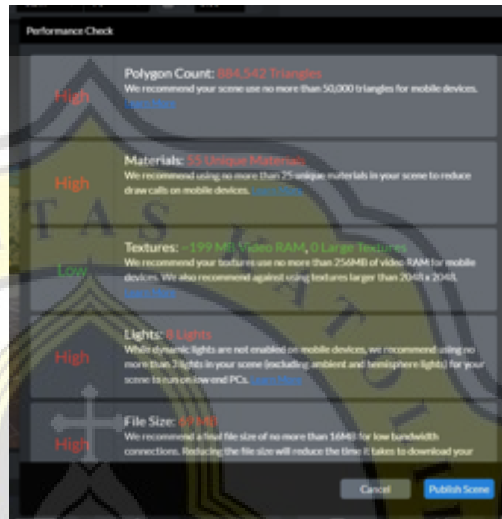 Performance Check
High
Polygon Count: 884,542 Triangles
We recommend your scene use no more than 50,000 triangles for mobile devices.
Learn More
High
Materials: 55 Unique Materials
We recommend using no more than 25 unique materials in your scene to reduce
draw calls on mobile devices. Learn More
Low
Textures: ~199 MB Video RAM, 0 Large Textures
We recommend your textures use no more than 256MB of video RAM for mobile
devices. We also recommend against using textures larger than 2048 x 2048.
Learn More
High
Lights: 8 Lights
While dynamic lights are not enabled on mobile devices, we recommend using no
more than 3 lights in your scene (excluding ambient and hemisphere lights) for your
scene to run on low end PCs. Learn More
High
File Size: 69 MB
We recommend a final file size of no more than 16MB for low bandwidth
connections. Reducing the file size will reduce the time it takes to download your
Cancel
Publish Scene